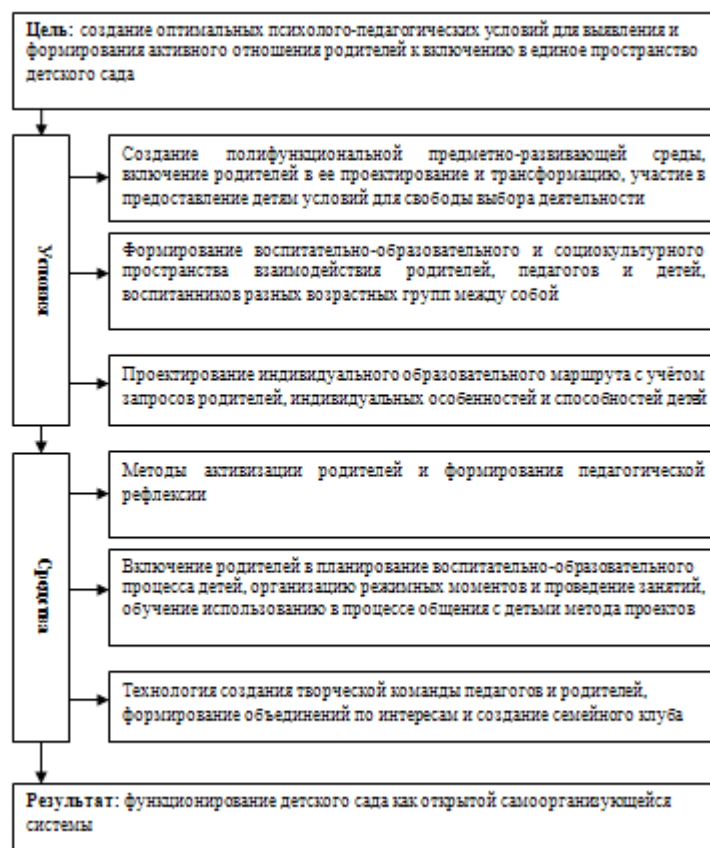 Цель: создание оптимальных психолого-педагогических условий для выявления и
формирования активного отношения родителей к включению в единое пространство
детского сада
Условия
Создание полифункциональной предметно-развивающей среды,
включение родителей в ее проектирование и трансформацию, участие в
предоставление детям условий для свободы выбора деятельности
Формирование воспитательно-образовательного и социокультурного
пространства взаимодействия родителей, педагогов и детей,
воспитанников разных возрастных групп между собой
Проектирование индивидуального образовательного маршрута с учётом
запросов родителей, индивидуальных особенностей и способностей детей
Средства
Методы активизации родителей и формирования педагогической
рефлексии
Включение родителей в планирование воспитательно-образовательного
процесса детей, организацию режимных моментов и проведение занятий,
обучение использованию в процессе общения с детьми метода проектов
Технология создания творческой команды педагогов и родителей,
формирование объединений по интересам и создание семейного клуба
Результат: функционирование детского сада как открытой самоорганизующейся
системы